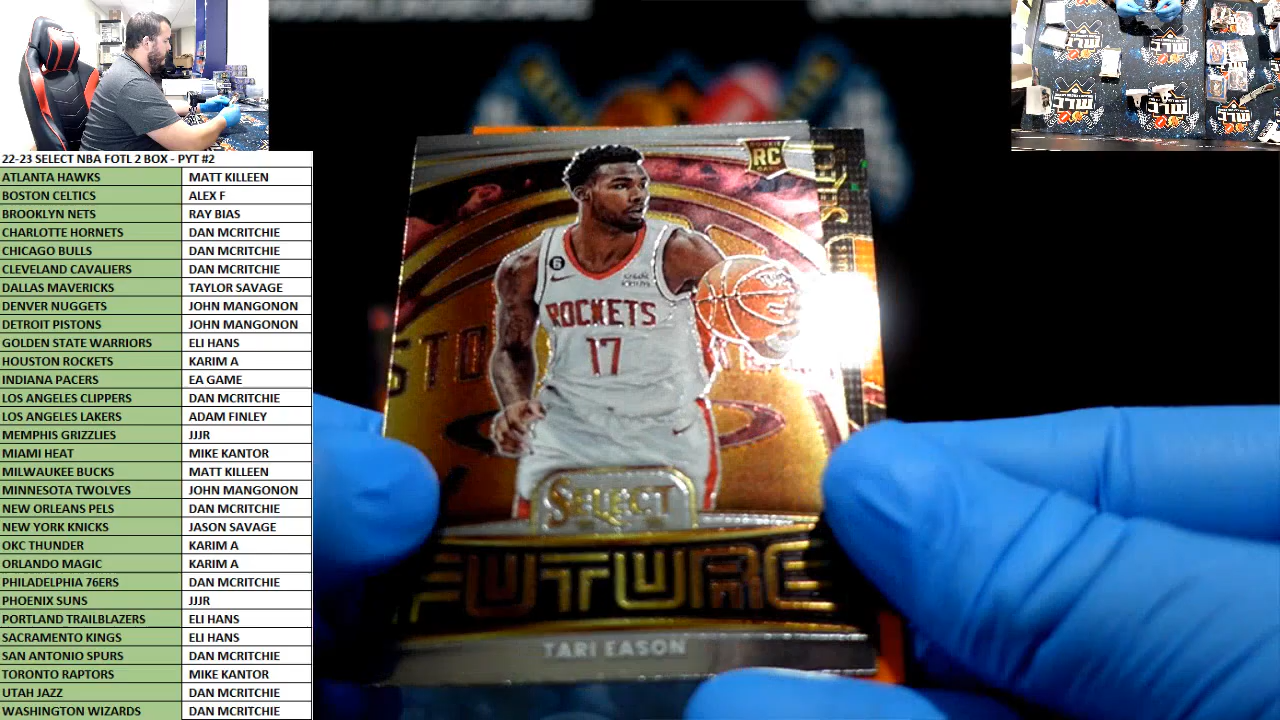 22-23 SELECT NBA FOTL 2 BOX - PYT #2
ATLANTA HAWKS MATT KILLEEN
BOSTON CELTICS ALEX F
BROOKLYN NETS RAY BIAS
CHARLOTTE HORNETS DAN MCRITCHIE
CHICAGO BULLS DAN MCRITCHIE
CLEVELAND CAVALIERS DAN MCRITCHIE
DALLAS MAVERICKS TAYLOR SAVAGE
DENVER NUGGETS JOHN MANGONON
DETROIT PISTONS JOHN MANGONON
GOLDEN STATE WARRIORS ELI HANS
HOUSTON ROCKETS KARIM A
INDIANA PACERS EA GAME
LOS ANGELES CLIPPERS DAN MCRITCHIE
LOS ANGELES LAKERS ADAM FINLEY
MEMPHIS GRIZZLIES JJJR
MIAMI HEAT MIKE KANTOR
MILWAUKEE BUCKS MATT KILLEEN
MINNESOTA TWOLVES JOHN MANGONON
NEW ORLEANS PELS DAN MCRITCHIE
NEW YORK KNICKS JASON SAVAGE
OKC THUNDER KARIM A
ORLANDO MAGIC KARIM A
PHILADELPHIA 76ERS DAN MCRITCHIE
PHOENIX SUNS JJJR
PORTLAND TRAILBLAZERS ELI HANS
SACRAMENTO KINGS ELI HANS
SAN ANTONIO SPURS DAN MCRITCHIE
TORONTO RAPTORS MIKE KANTOR
UTAH JAZZ DAN MCRITCHIE
WASHINGTON WIZARDS DAN MCRITCHIE
RC
6
ROCKETS
17
SELECT
FUTURE
TARI EASON